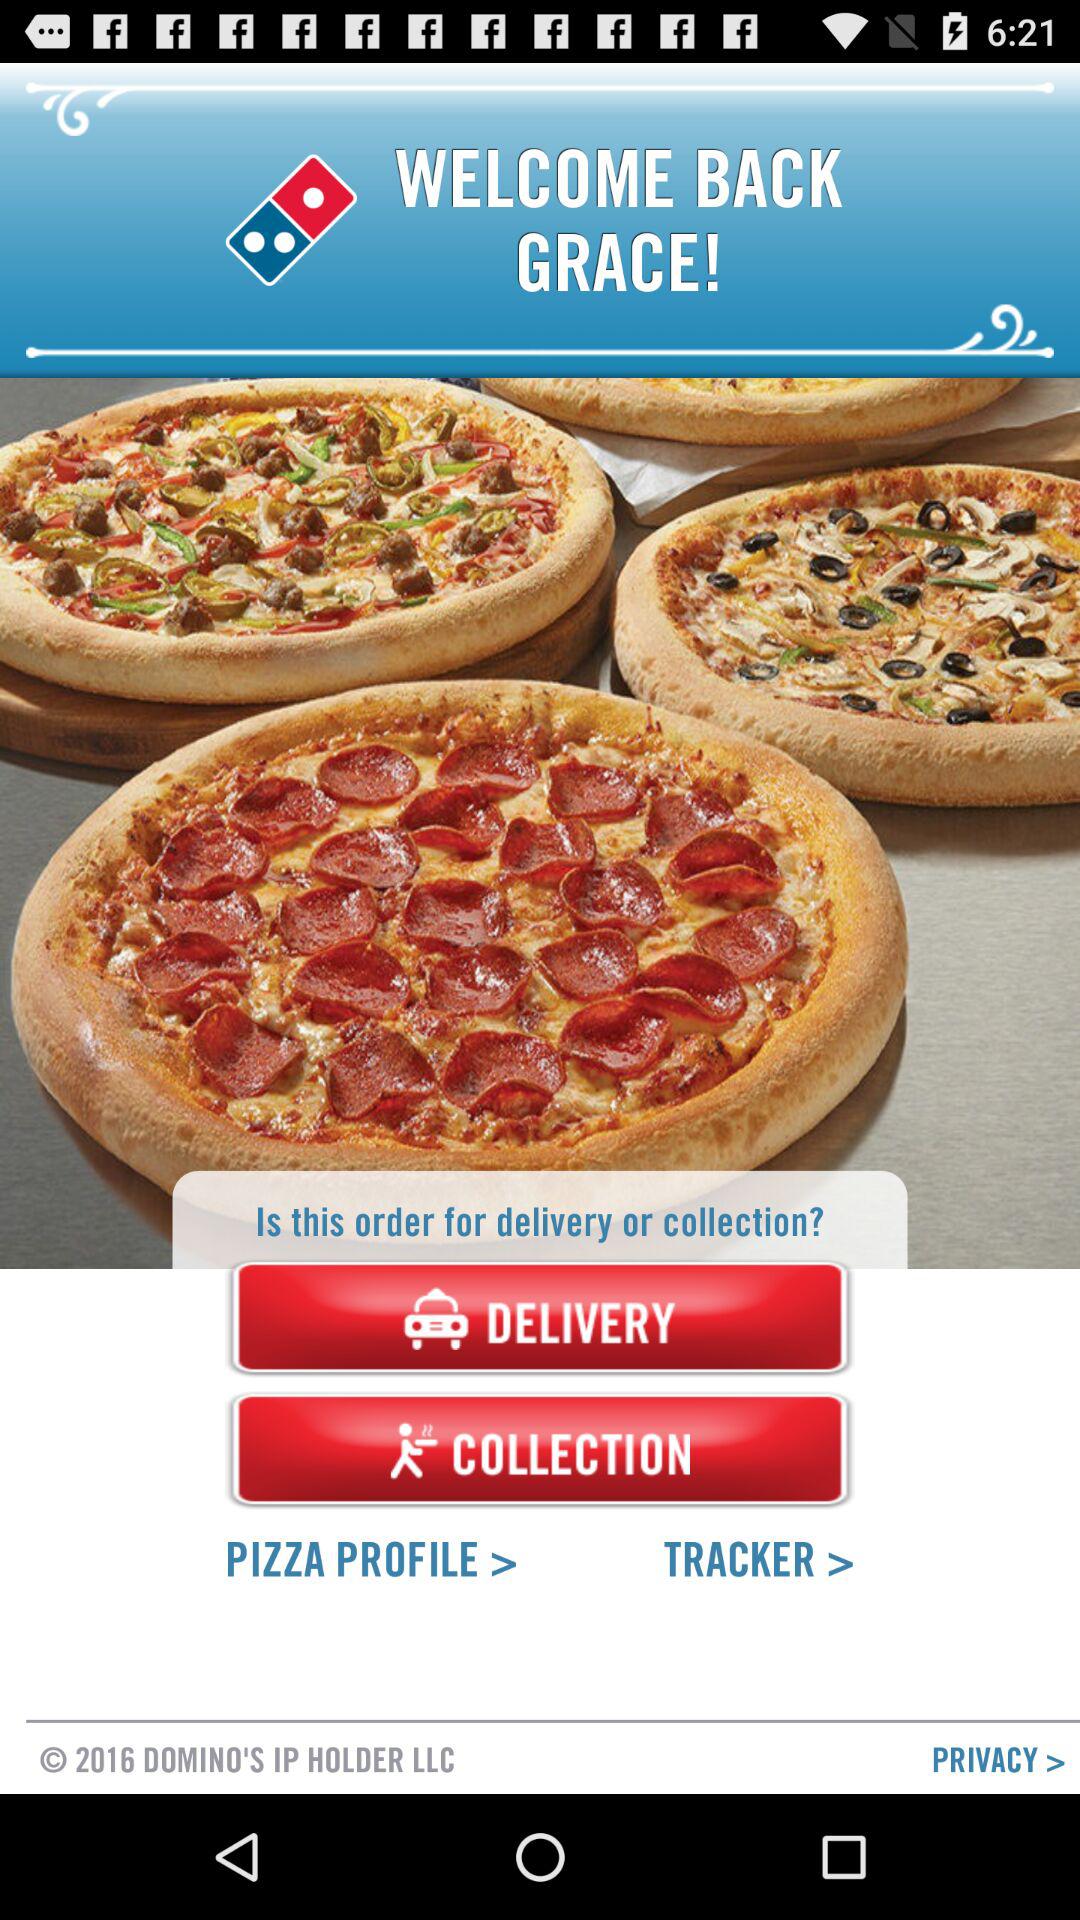 6:21
WELCOME BACK
GRACE!
Is this order for delivery or collection?
DELIVERY
COLLECTION
PIZZA PROFILE >
TRACKER >
© 2016 DOMINO'S IP HOLDER LLC
PRIVACY >